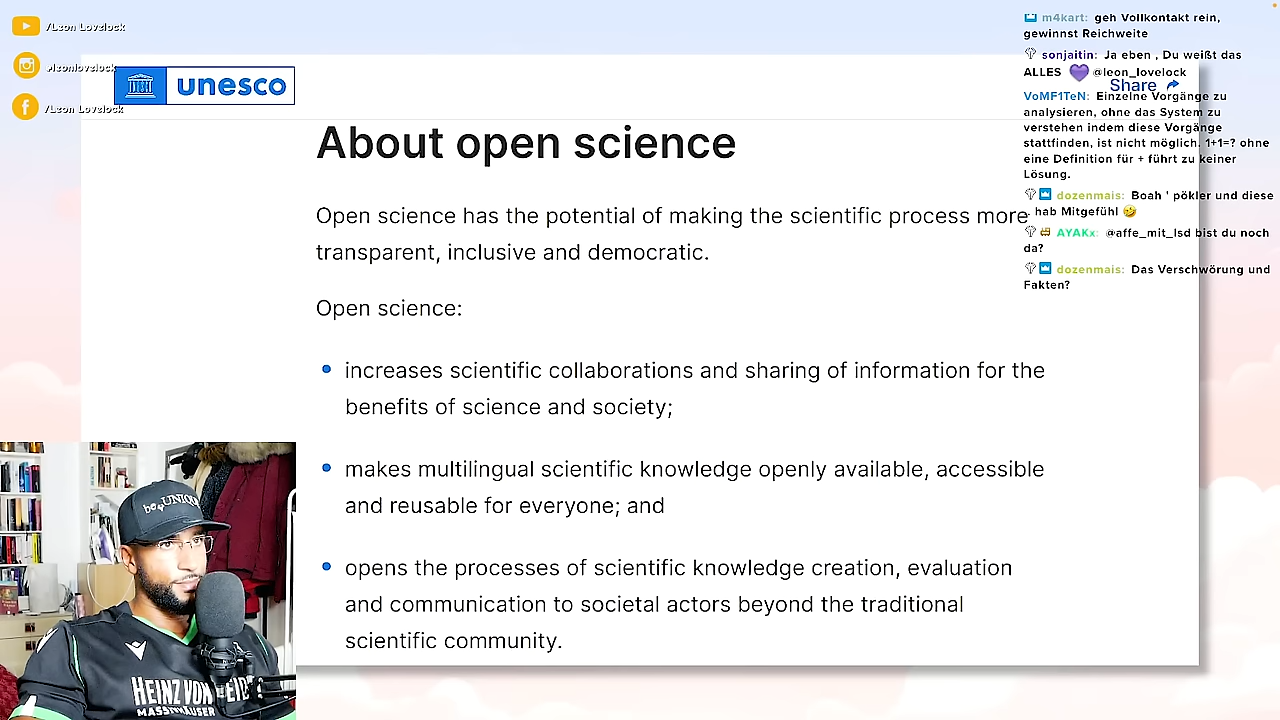 /Leon Lovelock
/leonlovelock
/Leon Lovelock
unesco
Share
About open science
Open science has the potential of making the scientific process more
transparent, inclusive and democratic.
Open science:
increases scientific collaborations and sharing of information for the
benefits of science and society;
makes multilingual scientific knowledge openly available, accessible
and reusable for everyone; and
opens the processes of scientific knowledge creation, evaluation
and communication to societal actors beyond the traditional
scientific community.
m4kart: geh Vollkontakt rein,
gewinnst Reichweite
sonjaitin: Ja eben , Du weißt das
ALLES @leon_lovelock
VoMF1TeN: Einzelne Vorgänge zu
analysieren, ohne das System zu
verstehen indem diese Vorgänge
stattfinden, ist nicht möglich. 1+1=? ohne
eine Definition für + führt zu keiner
Lösung.
dozenmais: Boah ' pökler und diese
- hab Mitgefühl
AYAKx: @affe_mit_lsd bist du noch
da?
dozenmais: Das Verschwörung und
Fakten?
be UNIQUE
HEINZ VON
MASSTHAUSER